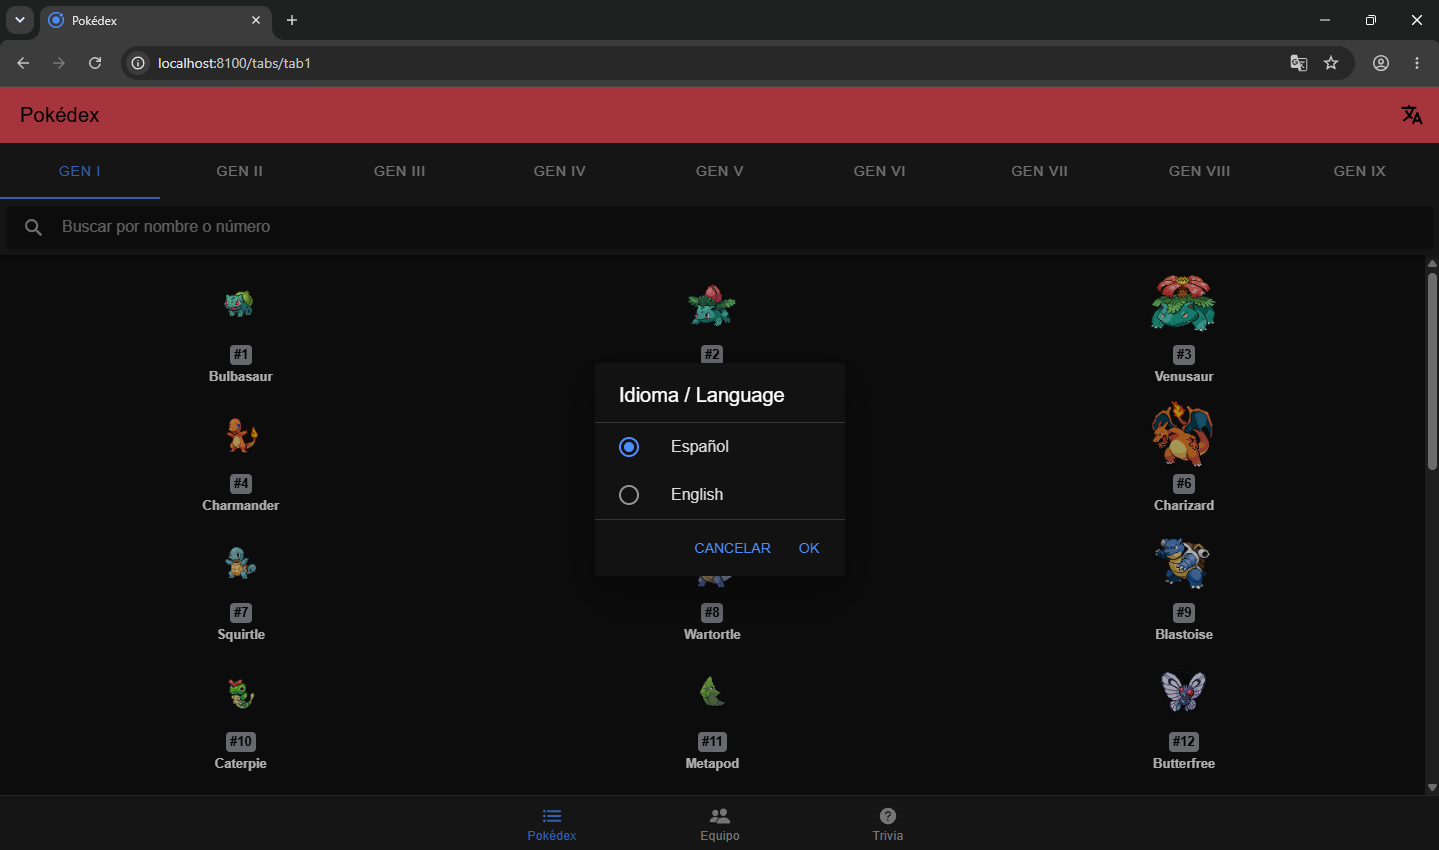 Pokédex
localhost:8100/tabs/tab1
Pokédex
GEN I GEN II GEN III GEN IV GEN V GEN VI GEN VII GEN VIII GEN IX
Buscar por nombre o número
#1 #2 #3
Bulbasaur Venusaur
Idioma / Language
Español
English
CANCELAR OK
#4 #6
Charmander Charizard
#7 #8 #9
Squirtle Wartortle Blastoise
#10 #11 #12
Caterpie Metapod Butterfree
Pokédex Equipo Trivia